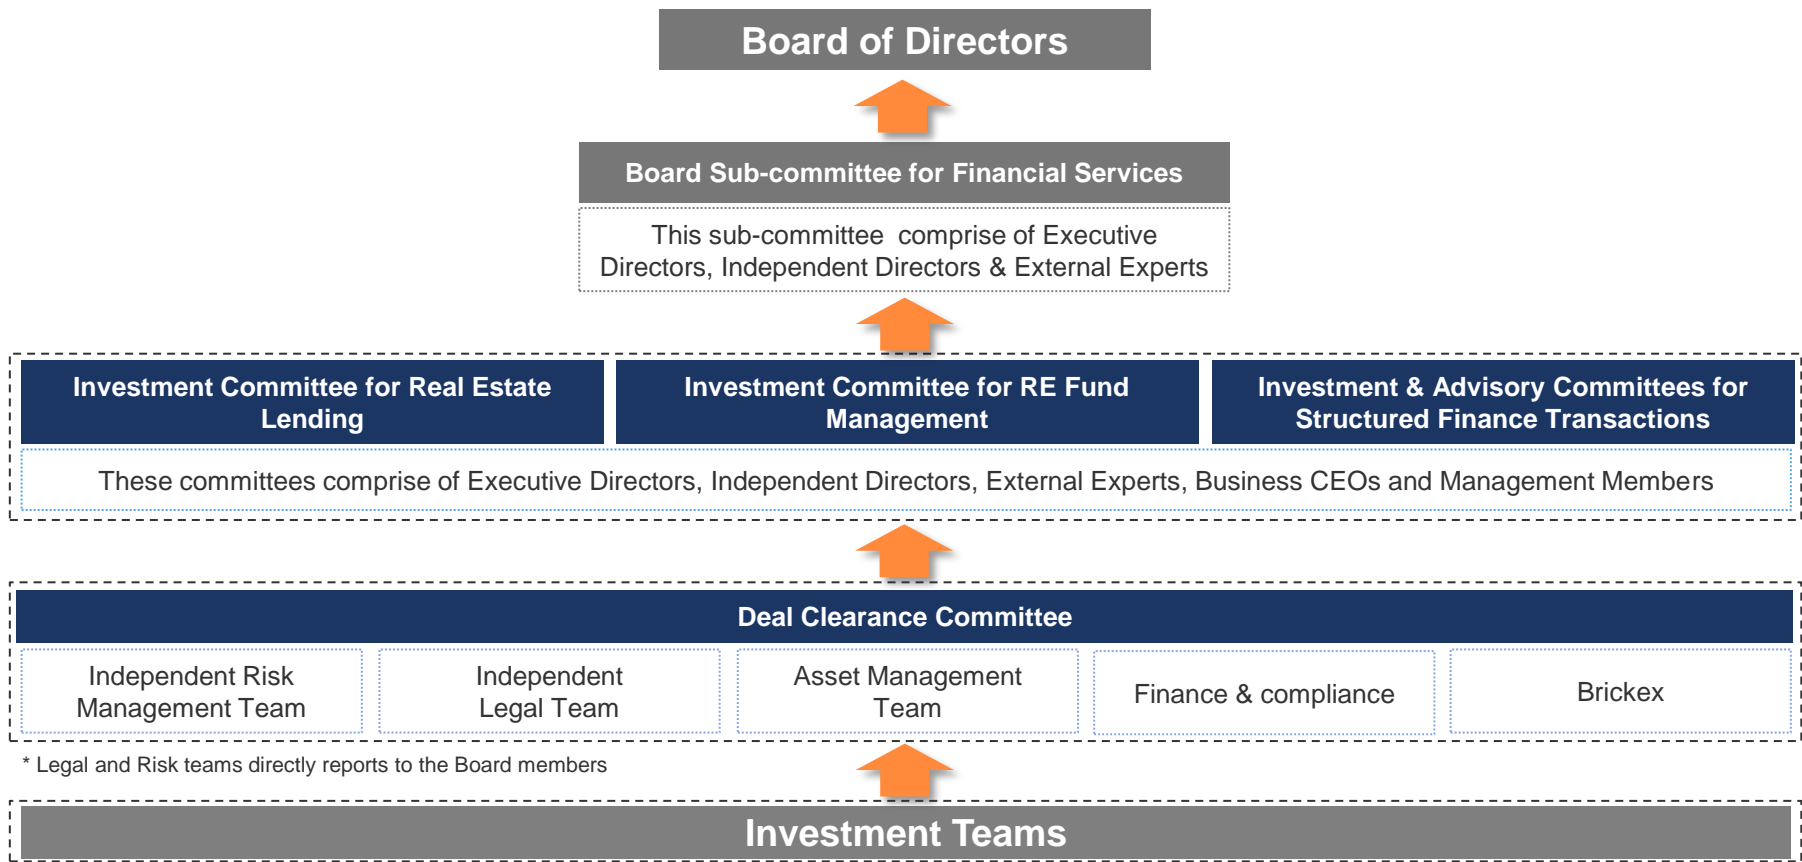 Board of Directors
Board Sub-committee for Financial Services
This sub-committee comprise of Executive
Directors, Independent Directors & External Experts
Investment Committee for Real Estate
Lending
Investment Committee for RE Fund
Management
Investment & Advisory Committees for
Structured Finance Transactions
These committees comprise of Executive Directors, Independent Directors, External Experts, Business CEOs and Management Members
Deal Clearance Committee
Independent Risk
Management Team
Independent
Legal Team
Asset Management
Team
Finance & compliance
Brickex
* Legal and Risk teams directly reports to the Board members
Investment Teams